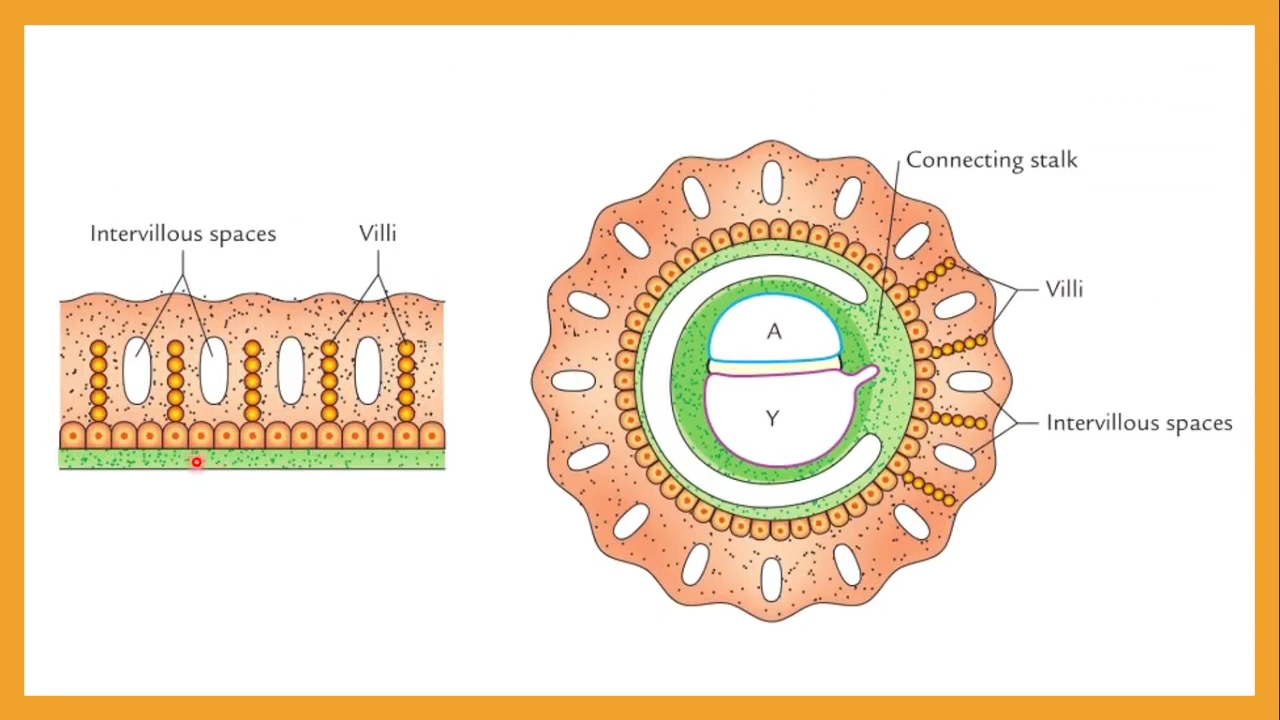 Connecting stalk
Intervillous spaces
Villi
Villi
A
Y
Intervillous spaces